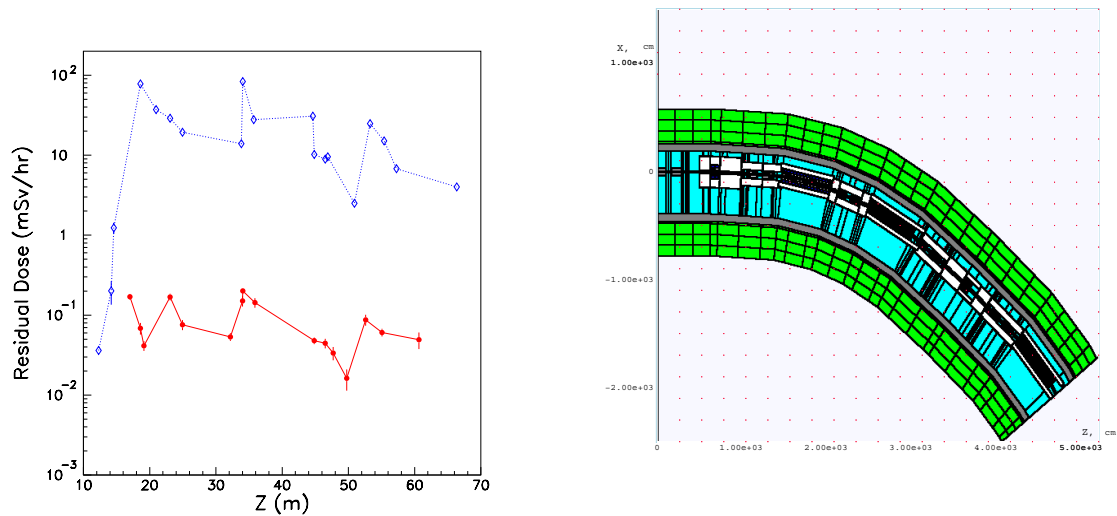 Residual Dose (mSv/hr)
10²
10
1
10⁻¹
10⁻²
10⁻³
10 20 30 40 50 60 70
Z (m)
X, cm
1.00e+03
0
-1.00e+03
-2.00e+03
Z, cm
0 1.00e+03 2.00e+03 3.00e+03 4.00e+03 5.00e+03